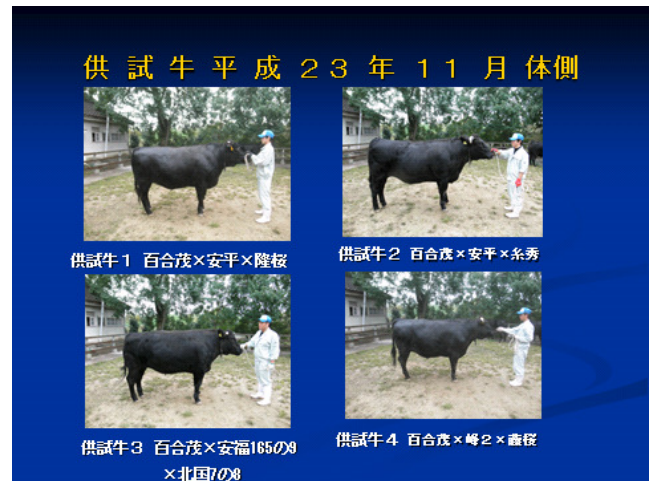 供試牛平成23年11月体側
供試牛1 百合茂×安平×隆桜
供試牛2 百合茂×安平×糸秀
供試牛3 百合茂×安福165の9
×北国7の8
供試牛4 百合茂×峰2×藤桜